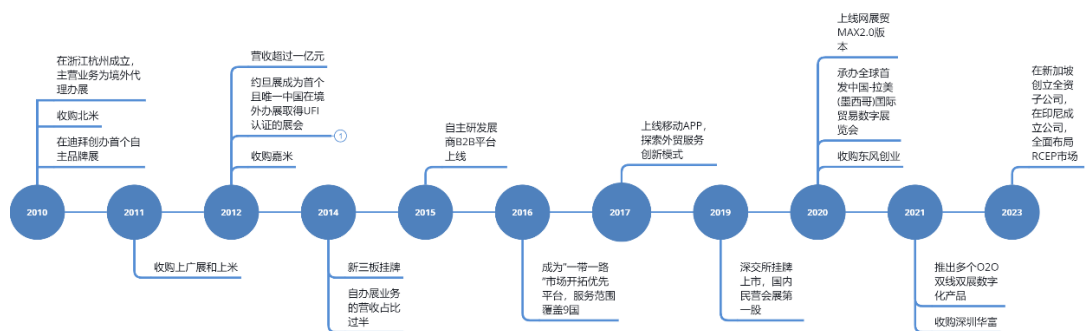 在浙江杭州成立，
主营业务为境外代
理办展
收购北米
在迪拜创办首个自
主品牌展
2010
2011
收购上广展和上米
营收超过一亿元
约旦展成为首个
且唯一中国在境
外办展取得UFI
认证的展会
1
收购嘉米
2012
2014
新三板挂牌
自办展业务
的营收占比
过半
自主研发展
商B2B平台
上线
2015
2016
成为“一带一路
”市场开拓优先
平台，服务范围
覆盖9国
上线移动APP，
探索外贸服务
创新模式
2017
2019
深交所挂牌
上市，国内
民营会展第
一股
上线网展贸
MAX2.0版
本
承办全球首
发中国-拉美
(墨西哥)国际
贸易数字展
览会
收购东风创业
2020
2021
推出多个O2O
双线双展数字
化产品
收购深圳华富
在新加坡
创立全资
子公司，
在印尼成
立公司，
全面布局
RCEP市场
2023